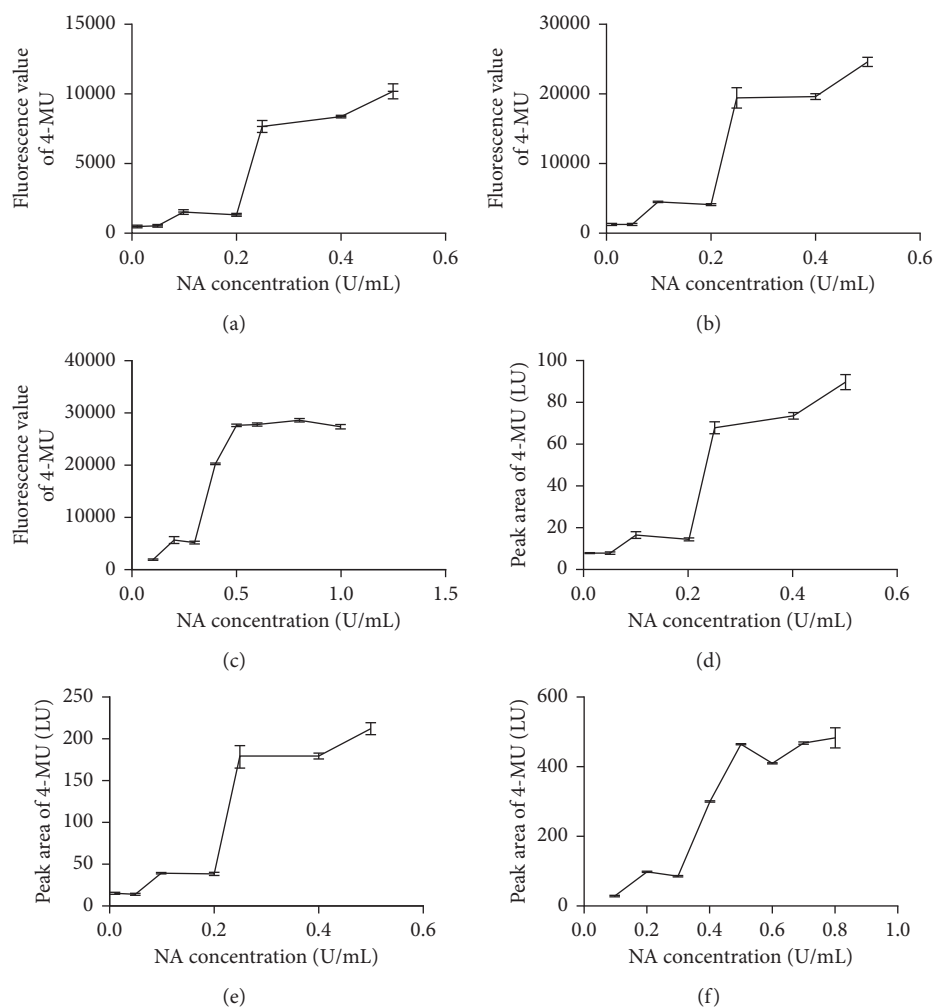 Fluorescence value
of 4-MU
15000
10000
5000
0
0.0 0.2 0.4 0.6
NA concentration (U/mL)
(a)
Fluorescence value
of 4-MU
30000
20000
10000
0
0.0 0.2 0.4 0.6
NA concentration (U/mL)
(b)
Fluorescence value
of 4-MU
40000
30000
20000
10000
0
0.0 0.5 1.0 1.5
NA concentration (U/mL)
(c)
Peak area of 4-MU (LU)
100
80
60
40
20
0
0.0 0.2 0.4 0.6
NA concentration (U/mL)
(d)
Peak area of 4-MU (LU)
250
200
150
100
50
0
0.0 0.2 0.4 0.6
NA concentration (U/mL)
(e)
Peak area of 4-MU (LU)
600
400
200
0
0.0 0.2 0.4 0.6 0.8 1.0
NA concentration (U/mL)
(f)